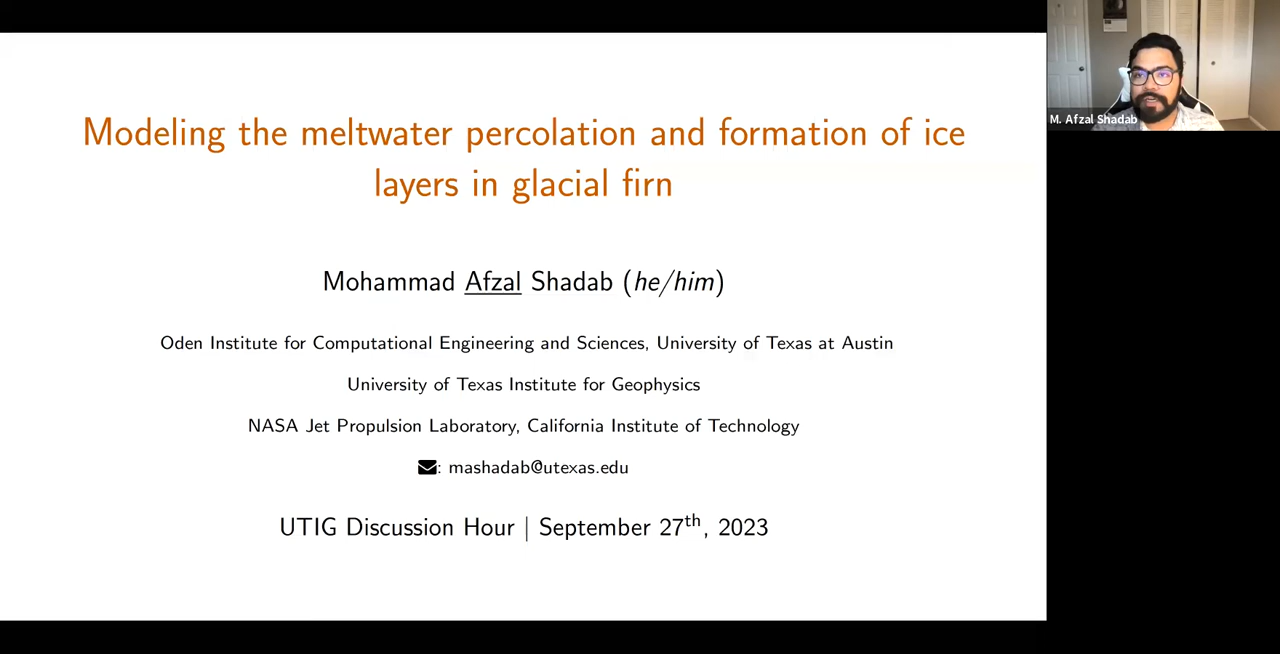 Modeling the meltwater percolation and formation of ice
layers in glacial firn
Mohammad Afzal Shadab (he/him)
Oden Institute for Computational Engineering and Sciences, University of Texas at Austin
University of Texas Institute for Geophysics
NASA Jet Propulsion Laboratory, California Institute of Technology
: mashadab@utexas.edu
UTIG Discussion Hour | September 27th, 2023
M. Afzal Shadab